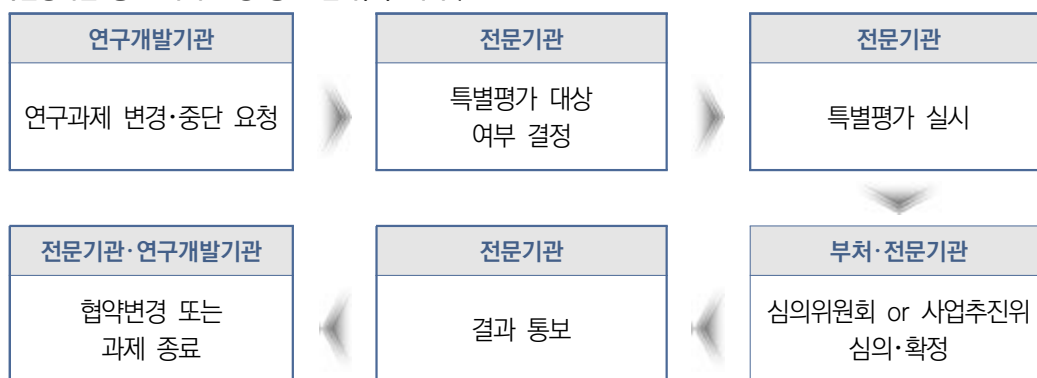 연구개발기관
연구과제 변경·중단 요청
전문기관
특별평가 대상
여부 결정
전문기관
특별평가 실시
부처·전문기관
심의위원회 or 사업추진위
심의·확정
전문기관
결과 통보
전문기관·연구개발기관
협약변경 또는
과제 종료